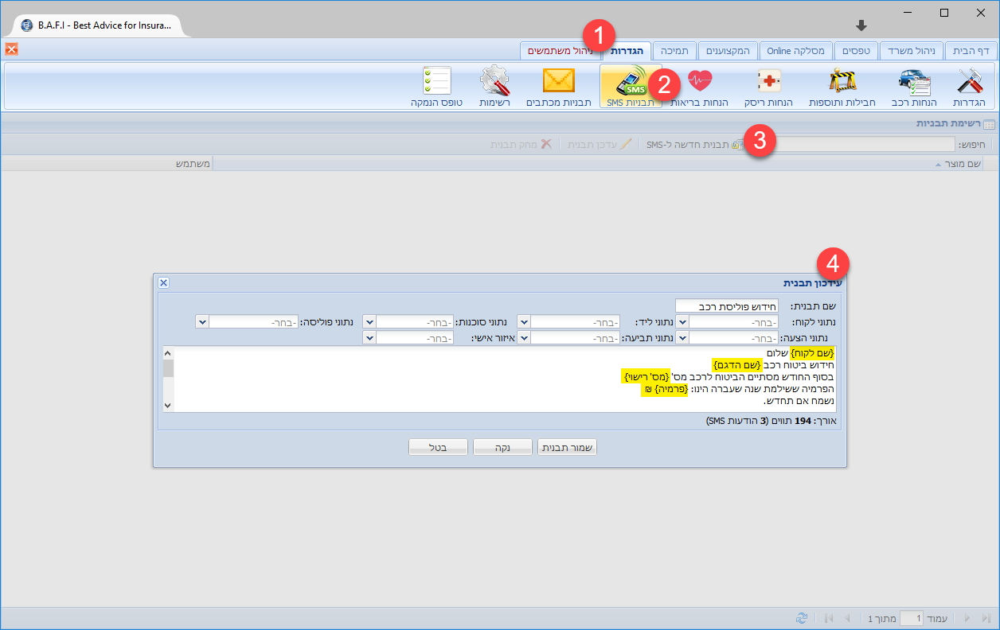 B.A.F.I - Best Advice for Insura...
1
דף הבית
ניהול משרד
טפסים
מסלקה Online
המקצוענים
תמיכה
הגדרות
ניהול משתמשים
SMS
2
הגדרות
הנחות רכב
חבילות ותוספות
הנחות ריסק
הנחות בריאות
תבניות SMS
תבניות מכתבים
רשימות
טופס הנמקה
רשימת תבניות
חיפוש:
3
תבנית חדשה ל-SMS
עדכן תבנית
מחק תבנית
שם מוצר
משתמש
4
עידכון תבנית
שם תבנית: חידוש פוליסת רכב
נתוני לקוח: -בחר- נתוני ליד: -בחר- נתוני סוכנות: -בחר- נתוני פוליסה: -בחר-
נתוני הצעה: -בחר- נתוני תביעה: -בחר- איזור אישי: -בחר-
{שם לקוח} שלום
חידוש ביטוח רכב {שם הדגם}
בסוף החודש מסתיים הביטוח לרכב מס' {מס' רישוי}
הפרמיה ששילמת שנה שעברה הינו: {פרמיה} ₪
נשמח אם תחדש.
אורך: 194 תווים (3 הודעות SMS)
שמור תבנית
נקה
בטל
עמוד 1 מתוך 1